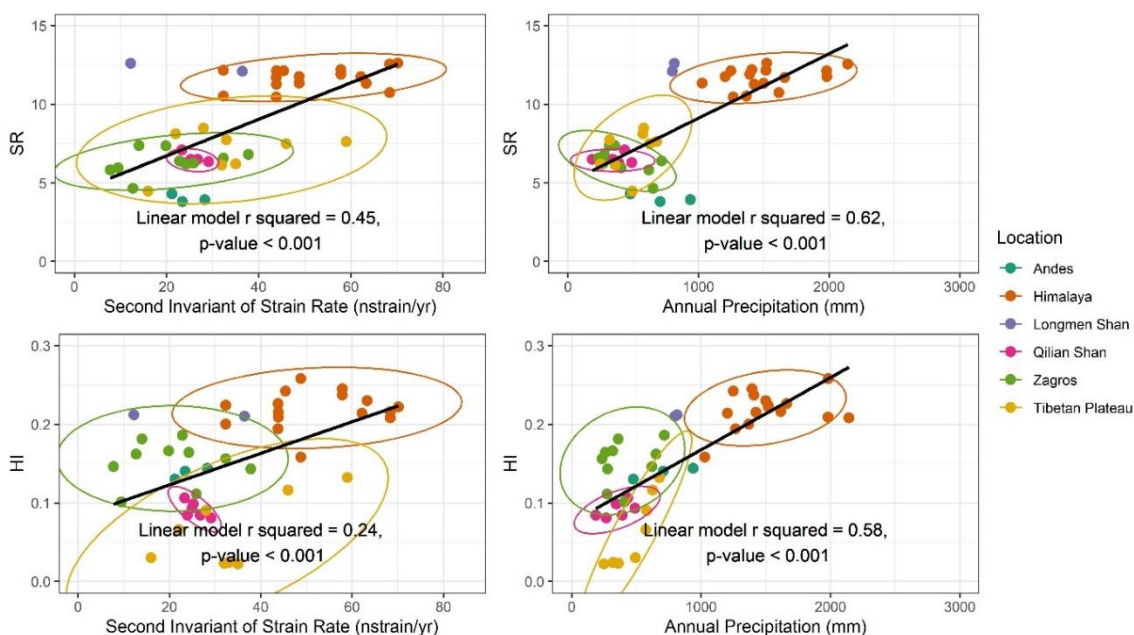 15
10
5
0
SR
0
20
40
60
80
Second Invariant of Strain Rate (nstrain/yr)
Linear model r squared = 0.45,
p-value < 0.001
15
10
5
0
SR
0
1000
2000
3000
Annual Precipitation (mm)
Linear model r squared = 0.62,
p-value < 0.001
0.3
0.2
0.1
0.0
HI
0
20
40
60
80
Second Invariant of Strain Rate (nstrain/yr)
Linear model r squared = 0.24,
p-value < 0.001
0.3
0.2
0.1
0.0
HI
0
1000
2000
3000
Annual Precipitation (mm)
Linear model r squared = 0.58,
p-value < 0.001
Location
Andes
Himalaya
Longmen Shan
Qilian Shan
Zagros
Tibetan Plateau